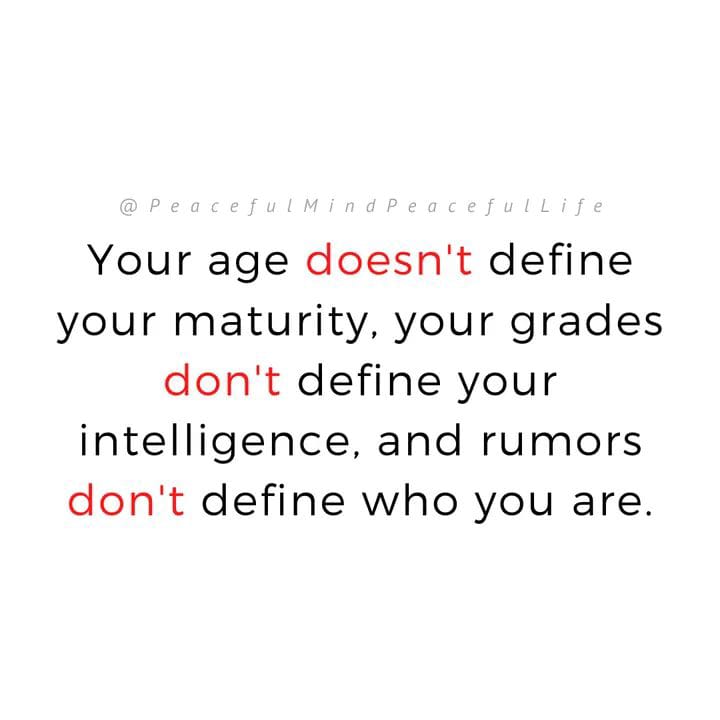 @PeacefulMindPeacefulLife
Your age doesn't define
your maturity, your grades
don't define your
intelligence, and rumors
don't define who you are.